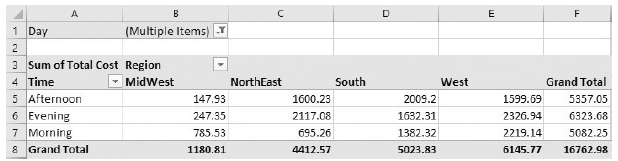 A B C D E F
1 Day (Multiple Items)
2
3 Sum of Total Cost Region
4 Time MidWest NorthEast South West Grand Total
5 Afternoon 147.93 1600.23 2009.2 1599.69 5357.05
6 Evening 247.35 2117.08 1632.31 2326.94 6323.68
7 Morning 785.53 695.26 1382.32 2219.14 5082.25
8 Grand Total 1180.81 4412.57 5023.83 6145.77 16762.98